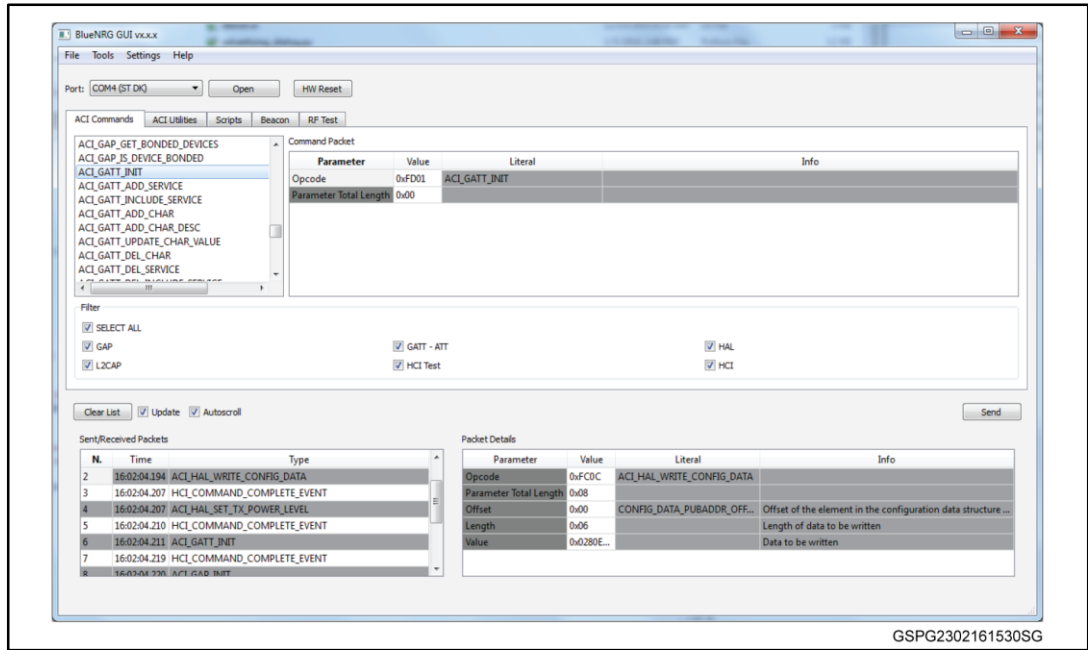 BlueNRG GUI vx.x.x
File Tools Settings Help
Port: COM4 (ST DK) Open HW Reset
ACI Commands ACI Utilities Scripts Beacon RF Test
ACI_GAP_GET_BONDED_DEVICES
ACI_GAP_IS_DEVICE_BONDED
ACI_GATT_INIT
ACI_GATT_ADD_SERVICE
ACI_GATT_INCLUDE_SERVICE
ACI_GATT_ADD_CHAR
ACI_GATT_ADD_CHAR_DESC
ACI_GATT_UPDATE_CHAR_VALUE
ACI_GATT_DEL_CHAR
ACI_GATT_DEL_SERVICE
Command Packet
Parameter Value Literal Info
Opcode 0xFD01 ACI_GATT_INIT
Parameter Total Length 0x00
Filter
SELECT ALL
GAP GATT - ATT HAL
L2CAP HCI Test HCI
Clear List Update Autoscroll Send
Sent/Received Packets
N. Time Type
2 16:02:04.194 ACI_HAL_WRITE_CONFIG_DATA
3 16:02:04.207 HCI_COMMAND_COMPLETE_EVENT
4 16:02:04.207 ACI_HAL_SET_TX_POWER_LEVEL
5 16:02:04.210 HCI_COMMAND_COMPLETE_EVENT
6 16:02:04.211 ACI_GATT_INIT
7 16:02:04.219 HCI_COMMAND_COMPLETE_EVENT
8 16:02:04.220 ACI_GAP_INIT
Packet Details
Parameter Value Literal Info
Opcode 0xFC0C ACI_HAL_WRITE_CONFIG_DATA
Parameter Total Length 0x08
Offset 0x00 CONFIG_DATA_PUBADDR_OFF... Offset of the element in the configuration data structure ...
Length 0x06 Length of data to be written
Value 0x0280E... Data to be written
GSPG2302161530SG